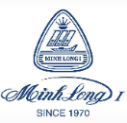 MINH LONG I
Minh Long I
SINCE 1970